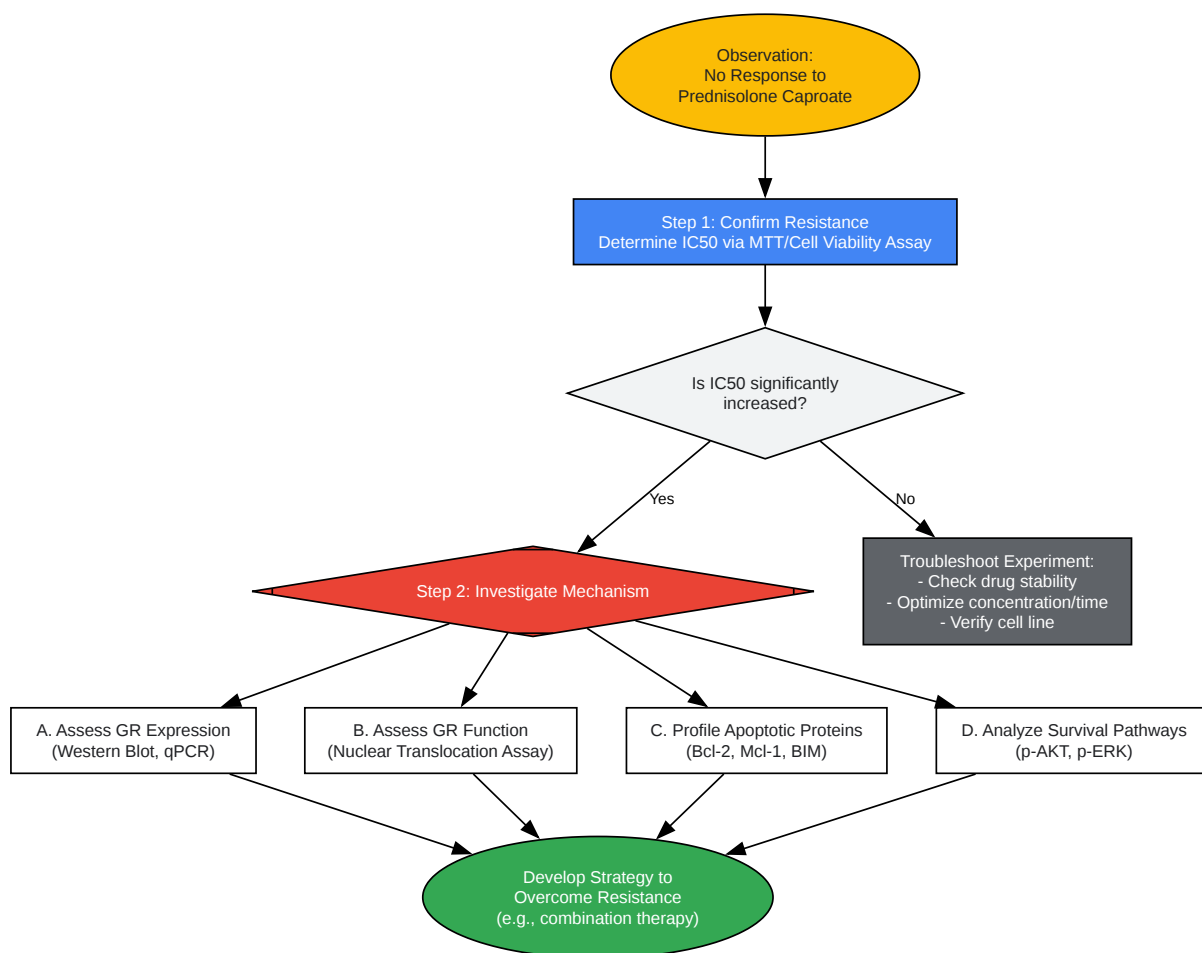 Observation:
No Response to
Prednisolone Caproate
Step 1: Confirm Resistance
Determine IC50 via MTT/Cell Viability Assay
Is IC50 significantly
increased?
Yes
No
Step 2: Investigate Mechanism
Troubleshoot Experiment:
- Check drug stability
- Optimize concentration/time
- Verify cell line
A. Assess GR Expression
(Western Blot, qPCR)
B. Assess GR Function
(Nuclear Translocation Assay)
C. Profile Apoptotic Proteins
(Bcl-2, Mcl-1, BIM)
D. Analyze Survival Pathways
(p-AKT, p-ERK)
Develop Strategy to
Overcome Resistance
(e.g., combination therapy)